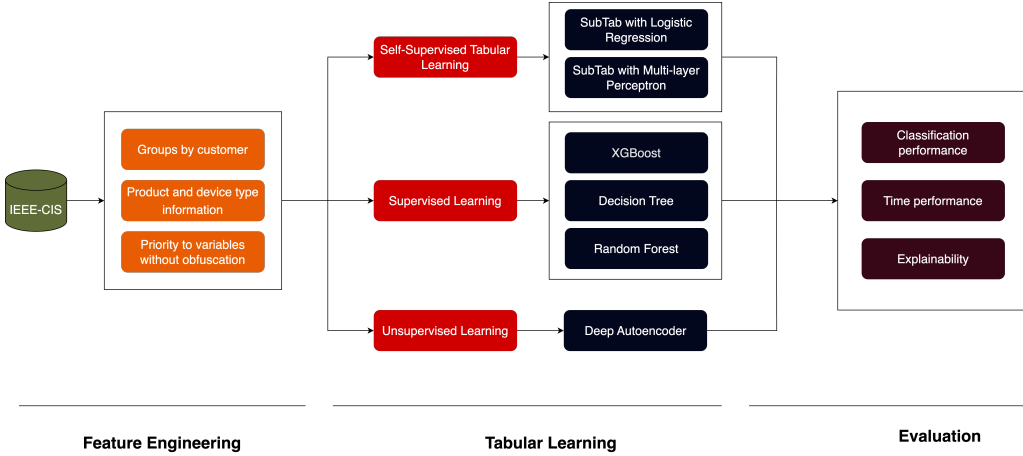 IEEE-CIS
Groups by customer
Product and device type
information
Priority to variables
without obfuscation
Self-Supervised Tabular
Learning
Supervised Learning
Unsupervised Learning
SubTab with Logistic
Regression
SubTab with Multi-layer
Perceptron
XGBoost
Decision Tree
Random Forest
Deep Autoencoder
Classification
performance
Time performance
Explainability
Feature Engineering
Tabular Learning
Evaluation